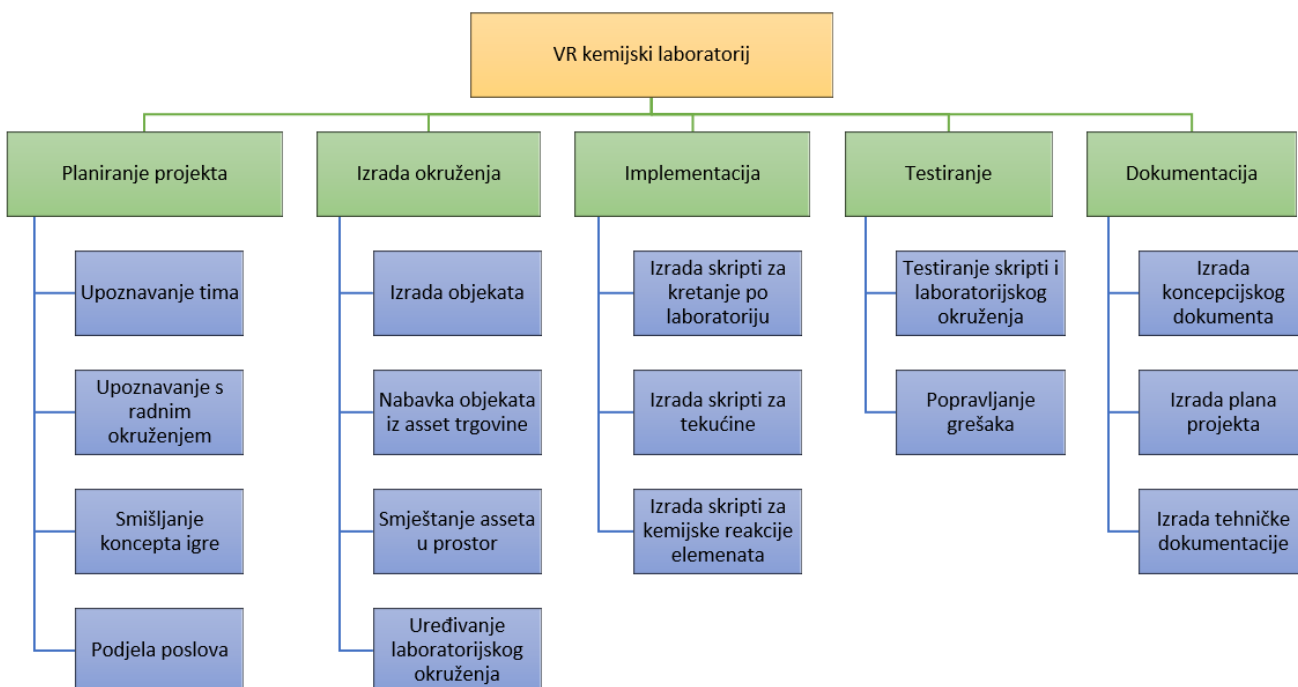 VR kemijski laboratorij
Planiranje projekta
Izrada okruženja
Implementacija
Testiranje
Dokumentacija
Upoznavanje tima
Upoznavanje s
radnim
okruženjem
Smišljanje
koncepta igre
Podjela poslova
Izrada objekata
Nabavka objekata
iz asset trgovine
Smještanje asseta
u prostor
Uređivanje
laboratorijskog
okruženja
Izrada skripti za
kretanje po
laboratoriju
Izrada skripti za
tekućine
Izrada skripti za
kemijske reakcije
elemenata
Testiranje skripti i
laboratorijskog
okruženja
Popravljanje
grešaka
Izrada
koncepcijskog
dokumenta
Izrada plana
projekta
Izrada tehničke
dokumentacije